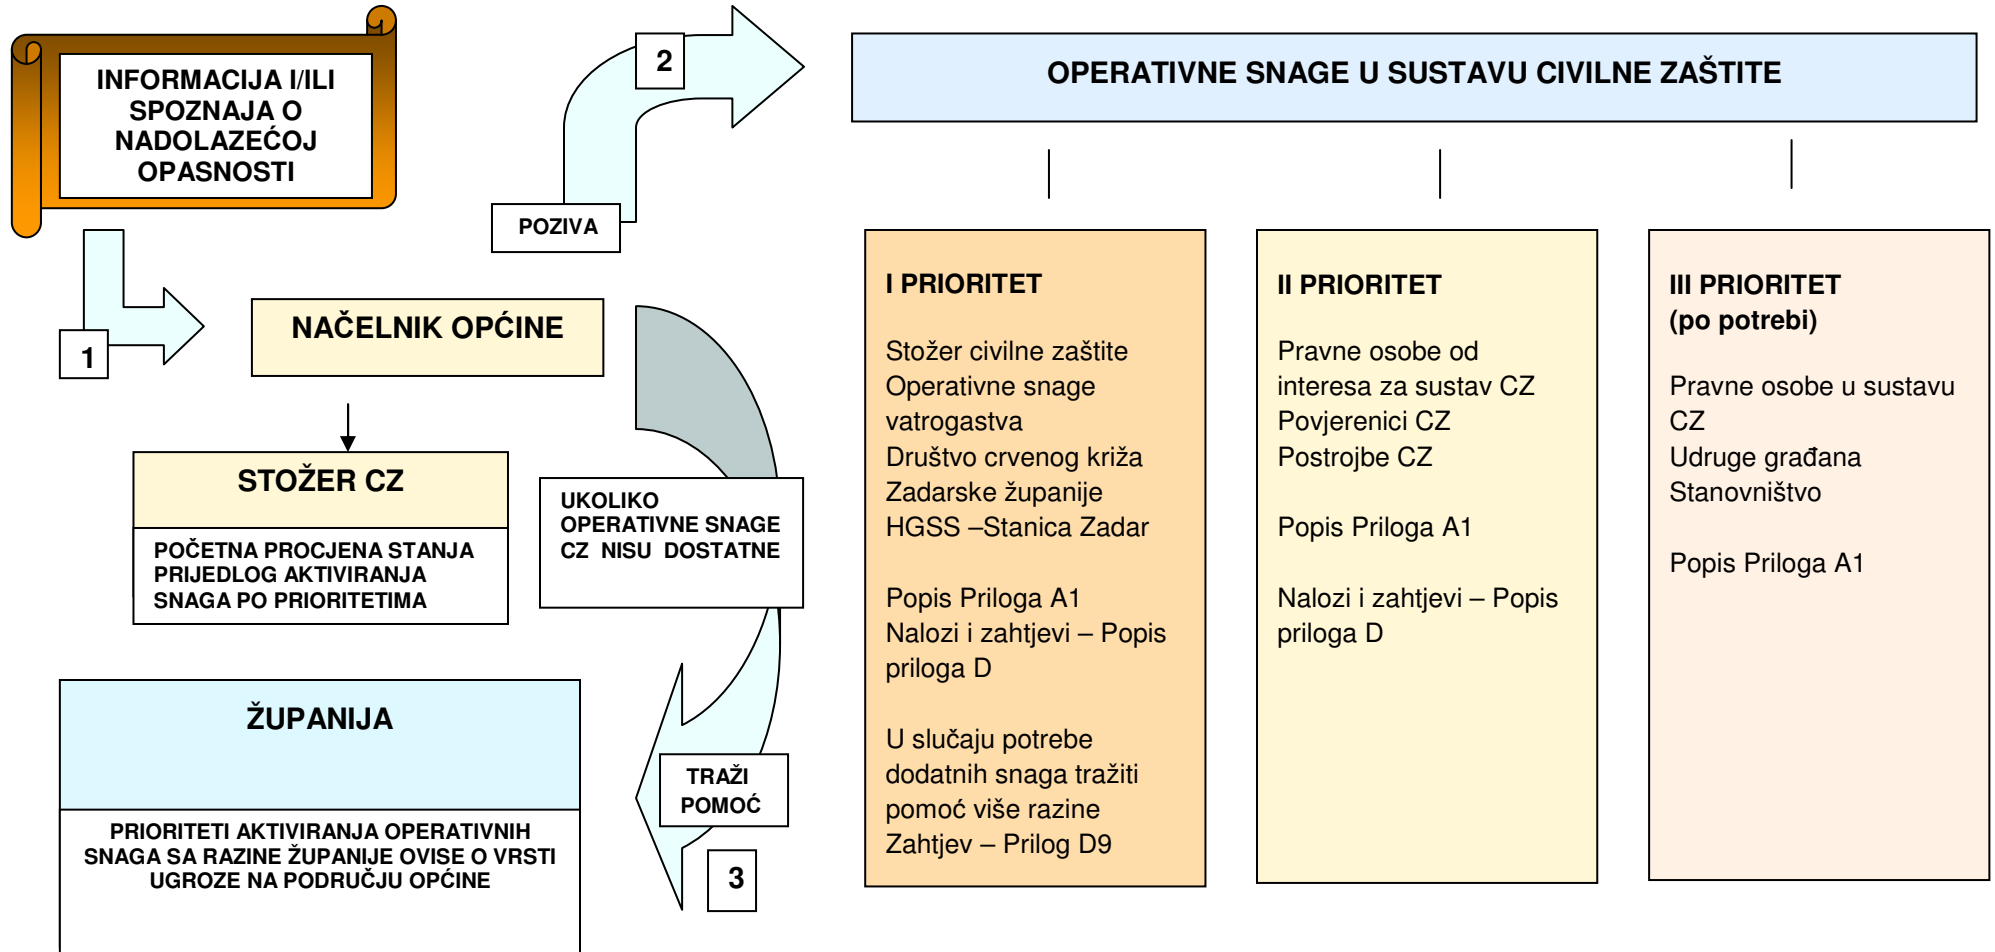 INFORMACIJA I/ILI
SPOZNAJA O
NADOLAZEĆOJ
OPASNOSTI
1
NAČELNIK OPĆINE
STOŽER CZ
POČETNA PROCJENA STANJA
PRIJEDLOG AKTIVIRANJA
SNAGA PO PRIORITETIMA
POZIVA
2
UKOLIKO
OPERATIVNE SNAGE
CZ NISU DOSTATNE
TRAŽI
POMOĆ
3
ŽUPANIJA
PRIORITETI AKTIVIRANJA OPERATIVNIH
SNAGA SA RAZINE ŽUPANIJE OVISE O VRSTI
UGROZE NA PODRUČJU OPĆINE
OPERATIVNE SNAGE U SUSTAVU CIVILNE ZAŠTITE
I PRIORITET
Stožer civilne zaštite
Operativne snage
vatrogastva
Društvo crvenog križa
Zadarske županije
HGSS –Stanica Zadar
Popis Priloga A1
Nalozi i zahtjevi – Popis
priloga D
U slučaju potrebe
dodatnih snaga tražiti
pomoć više razine
Zahtjev – Prilog D9
II PRIORITET
Pravne osobe od
interesa za sustav CZ
Povjerenici CZ
Postrojbe CZ
Popis Priloga A1
Nalozi i zahtjevi – Popis
priloga D
III PRIORITET
(po potrebi)
Pravne osobe u sustavu
CZ
Udruge građana
Stanovništvo
Popis Priloga A1